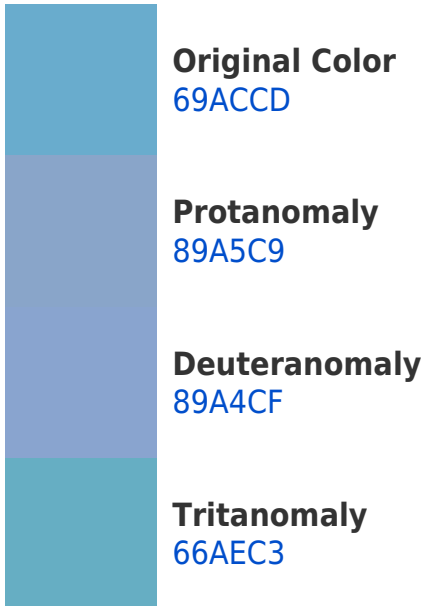 Original Color
69ACCD
Protanomaly
89A5C9
Deuteranomaly
89A4CF
Tritanomaly
66AEC3